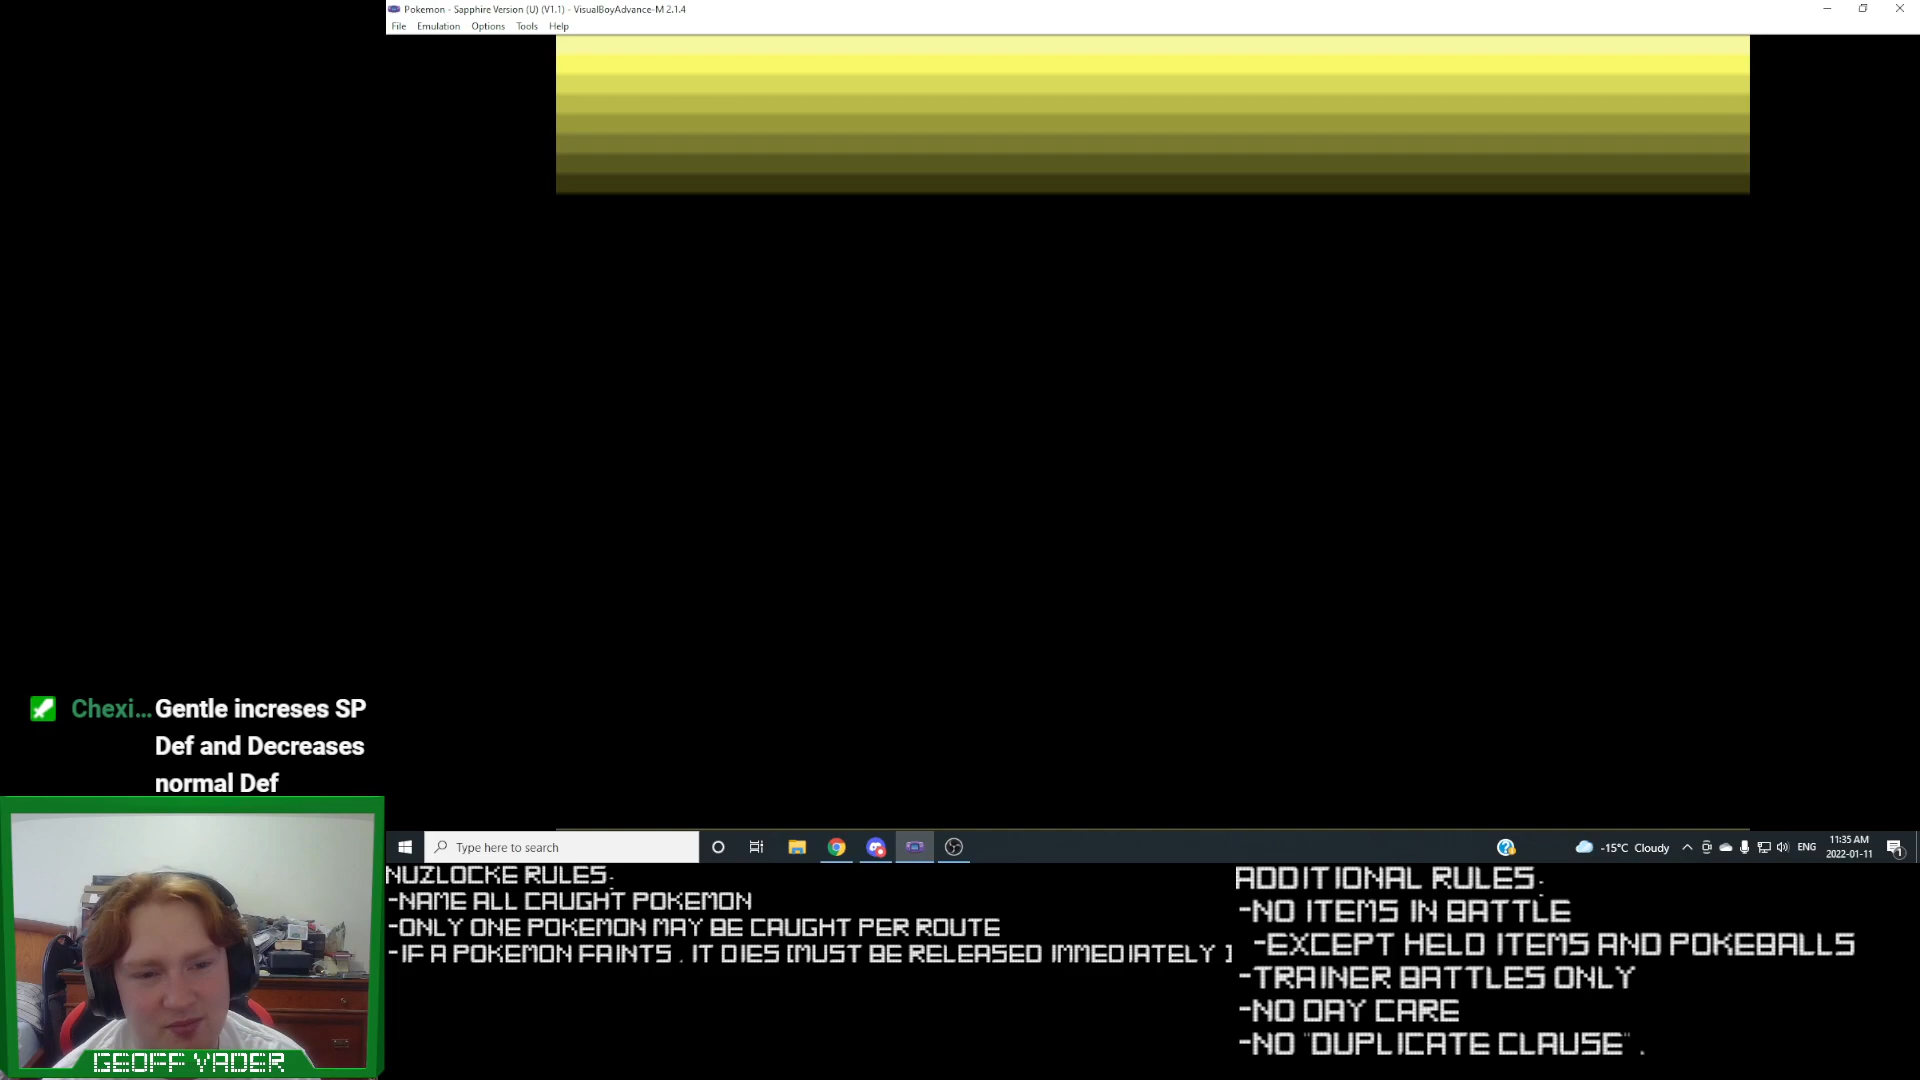 Pokemon - Sapphire Version (U) (V1.1) - VisualBoyAdvance-M 2.1.4
File Emulation Options Tools Help
Chexi... Gentle increses SP
Def and Decreases
normal Def
Type here to search
-15°C Cloudy
ENG
11:35 AM
2022-01-11
1
NUZLOCKE RULES:
-NAME ALL CAUGHT POKEMON
-ONLY ONE POKEMON MAY BE CAUGHT PER ROUTE
-IF A POKEMON FAINTS, IT DIES [MUST BE RELEASED IMMEDIATELY]
ADDITIONAL RULES:
-NO ITEMS IN BATTLE
-EXCEPT HELD ITEMS AND POKEBALLS
-TRAINER BATTLES ONLY
-NO DAY CARE
-NO "DUPLICATE CLAUSE".
GEOFF VADER